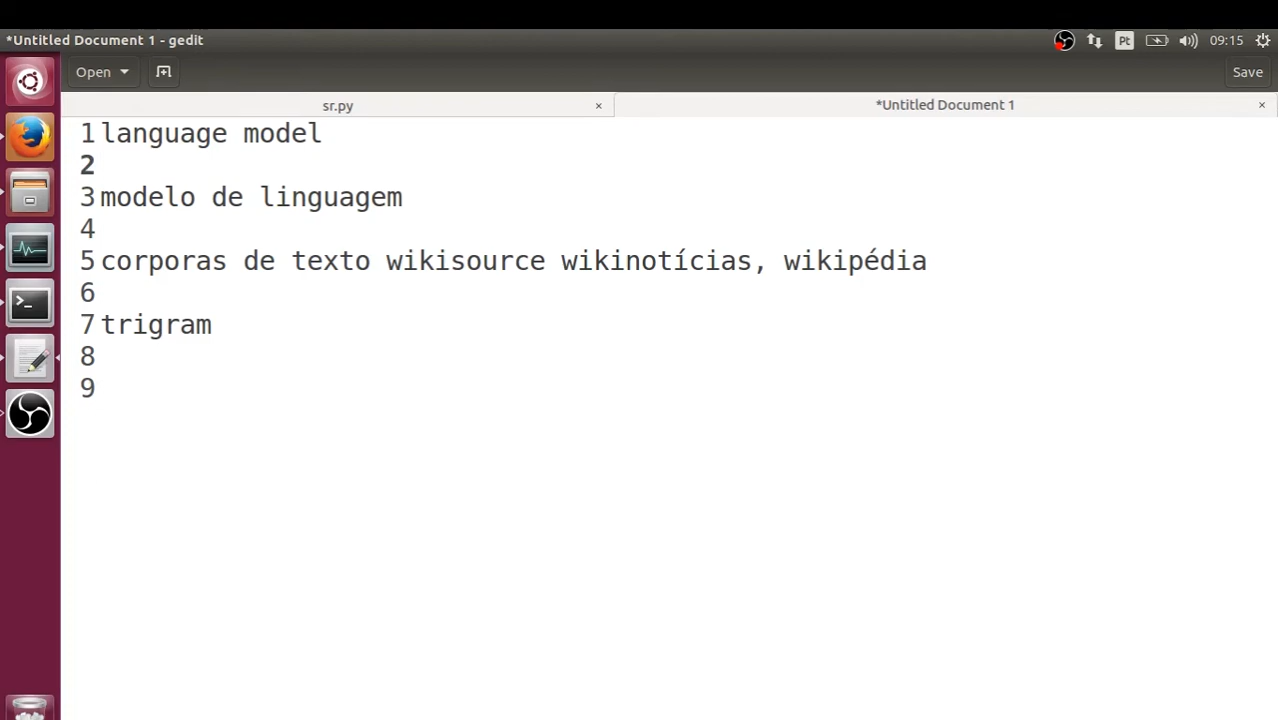 *Untitled Document 1 - gedit
Pt
09:15
Open
Save
sr.py
*Untitled Document 1
1 language model
2
3 modelo de linguagem
4
5 corporas de texto wikisource wikinotícias, wikipédia
6
7 trigram
8
9